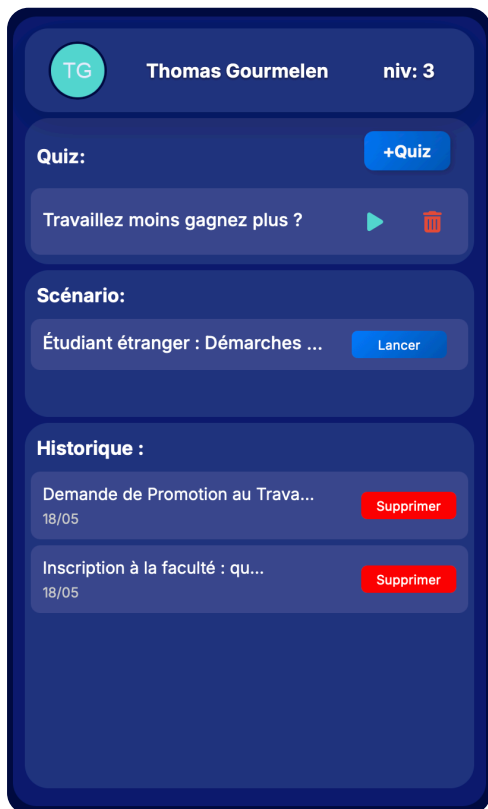 TG
Thomas Gourmelen
niv: 3
Quiz:
+Quiz
Travaillez moins gagnez plus ?
Scénario:
Étudiant étranger : Démarches ...
Lancer
Historique :
Demande de Promotion au Trava...
18/05
Supprimer
Inscription à la faculté : qu...
18/05
Supprimer